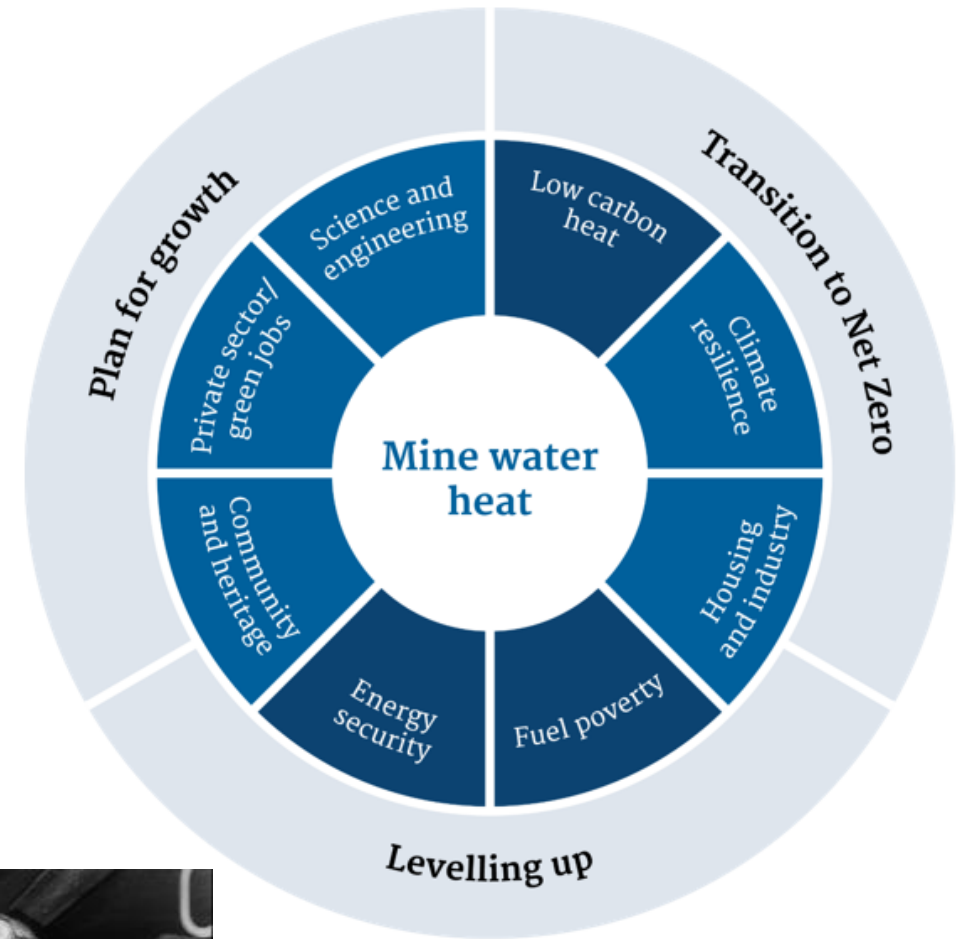 Transition to Net Zero
Levelling up
Plan for growth
Low carbon
heat
Climate
resilience
Housing
and industry
Fuel poverty
Energy
security
Community
and heritage
Private sector/
green jobs
Science and
engineering
Mine water
heat